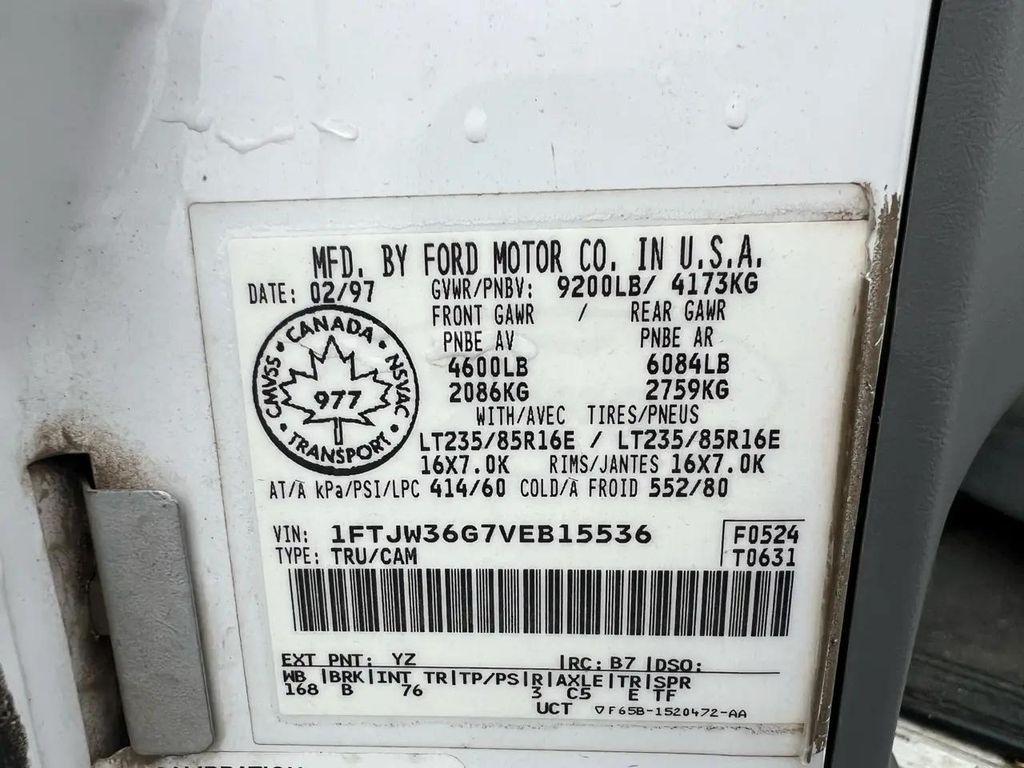 MFD. BY FORD MOTOR CO. IN U.S.A.
DATE: 02/97 GVWR/PNBV: 9200LB/ 4173KG
FRONT GAWR / REAR GAWR
PNBE AV PNBE AR
4600LB 6084LB
2086KG 2759KG
WITH/AVEC TIRES/PNEUS
LT235/85R16E / LT235/85R16E
16X7.0K RIMS/JANTES 16X7.0K
AT/À kPa/PSI/LPC 414/60 COLD/À FROID 552/80
CANADA
CMVSS NSVAC
977
TRANSPORT
VIN: 1FTJW36G7VEB15536 F0524
TYPE: TRU/CAM T0631
EXT PNT: YZ |RC: B7 |DSO:
WB |BRK|INT TR|TP/PS|R|AXLE|TR|SPR
168 B 76 3 C5 E TF
UCT ▽F65B-1520472-AA